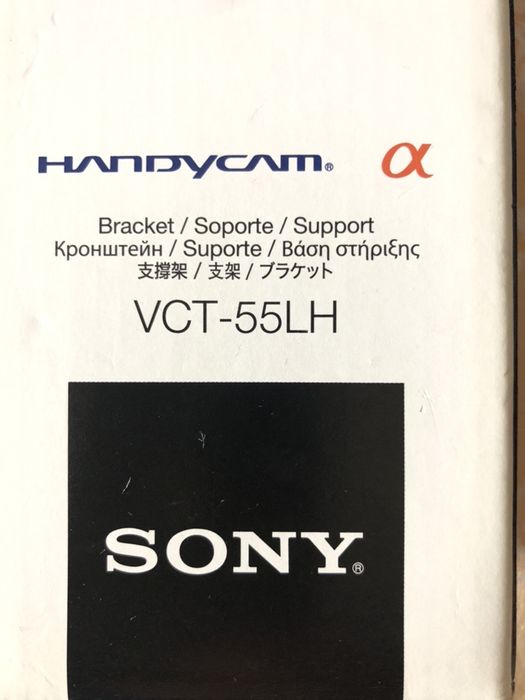 HANDYCAM® α
Bracket / Soporte / Support
Кронштейн / Suporte / Βάση στήριξης
支撐架 / 支架 / ブラケット
VCT-55LH
SONY®